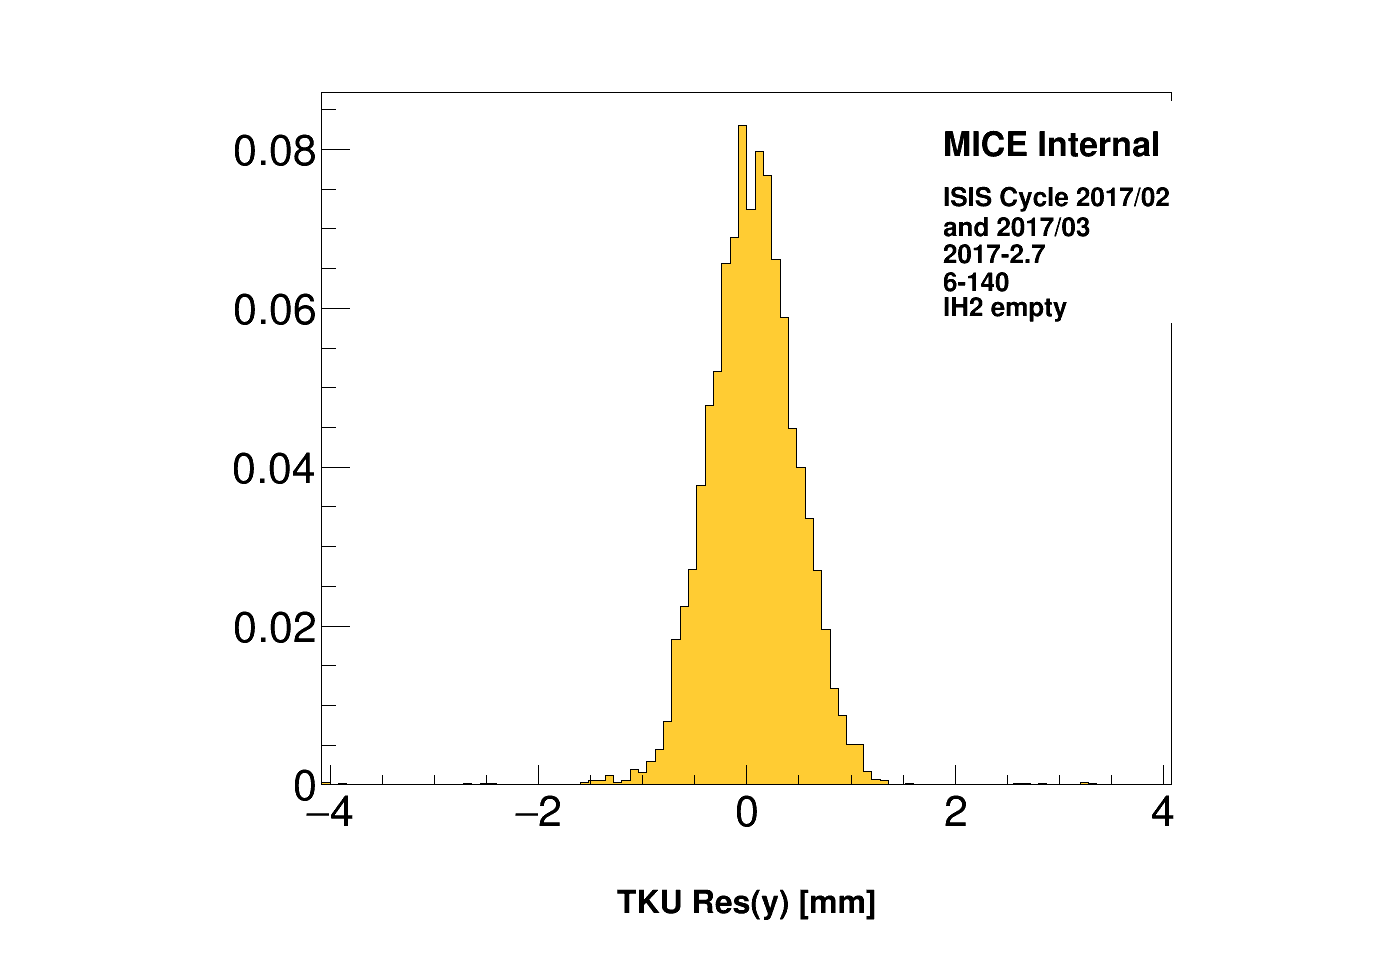 0.08
0.06
0.04
0.02
0
−4
−2
0
2
4
MICE Internal
ISIS Cycle 2017/02
and 2017/03
2017-2.7
6-140
IH2 empty
TKU Res(y) [mm]